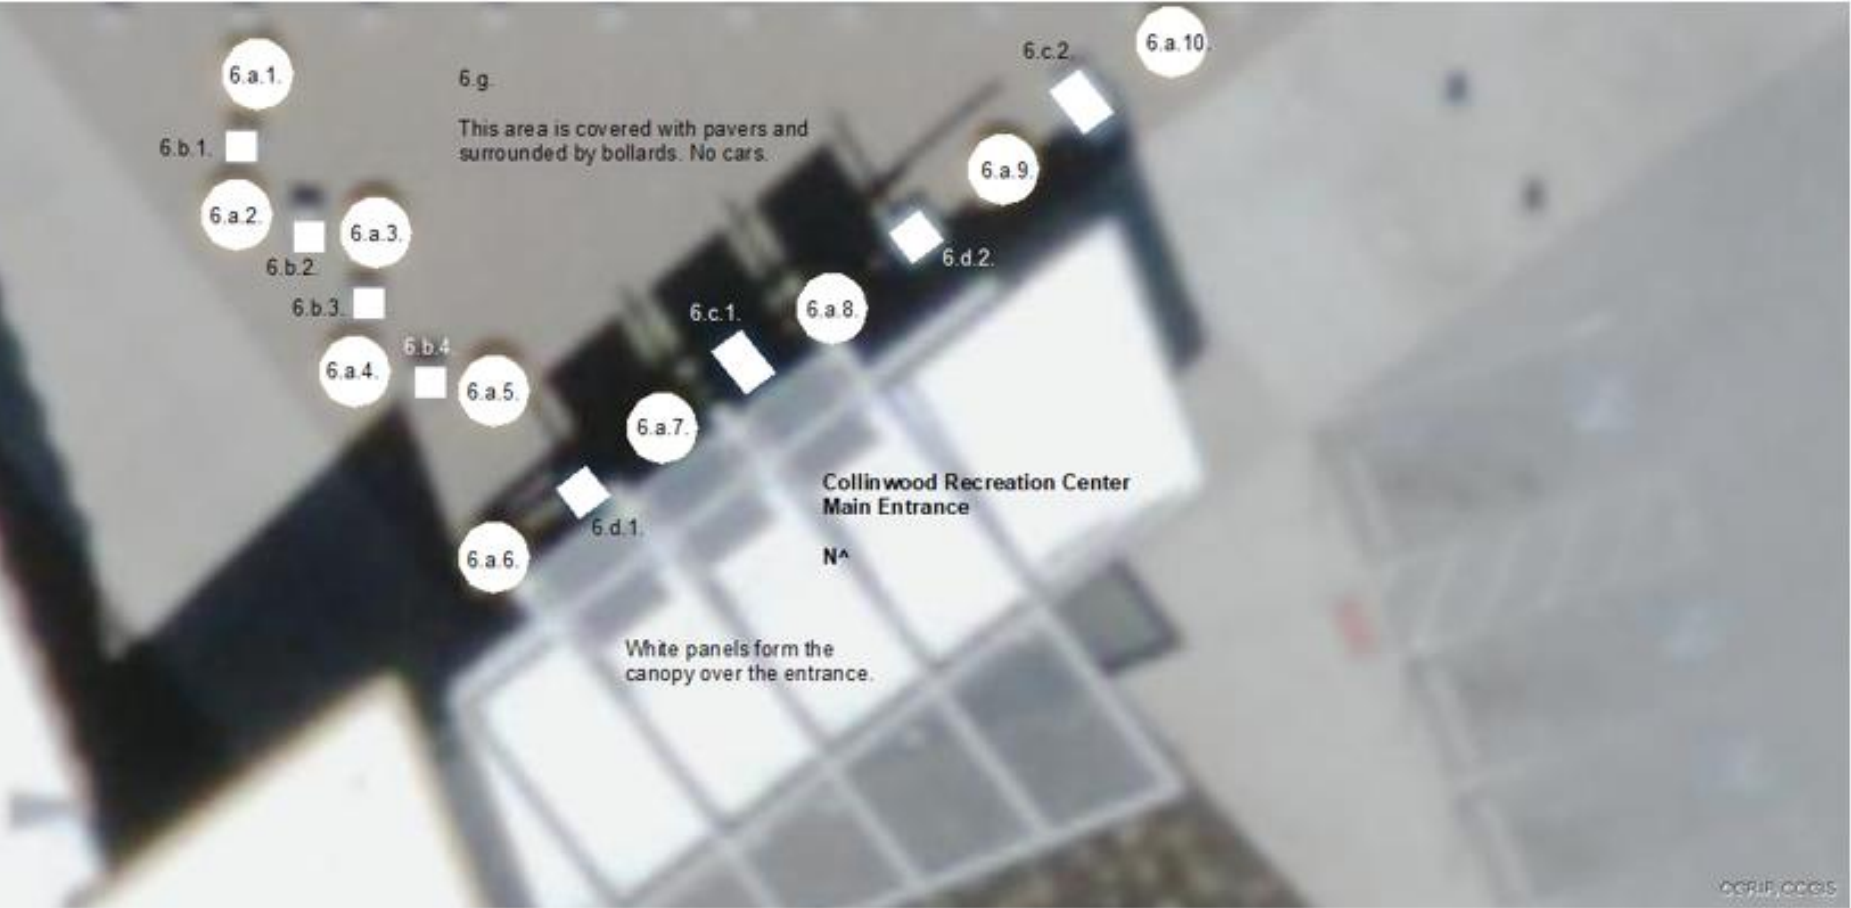 6.a.1.
6.b.1.
6.a.2.
6.b.2.
6.a.3.
6.b.3.
6.a.4.
6.b.4.
6.a.5.
6.g.
This area is covered with pavers and
surrounded by bollards. No cars.
6.c.2.
6.a.10.
6.a.9.
6.d.2.
6.a.8.
6.c.1.
6.a.7.
6.d.1.
6.a.6.
Collinwood Recreation Center
Main Entrance
N^
White panels form the
canopy over the entrance.